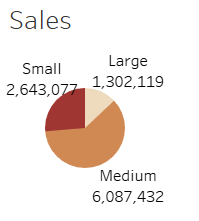 Sales
Large
1,302,119
Small
2,643,077
Medium
6,087,432